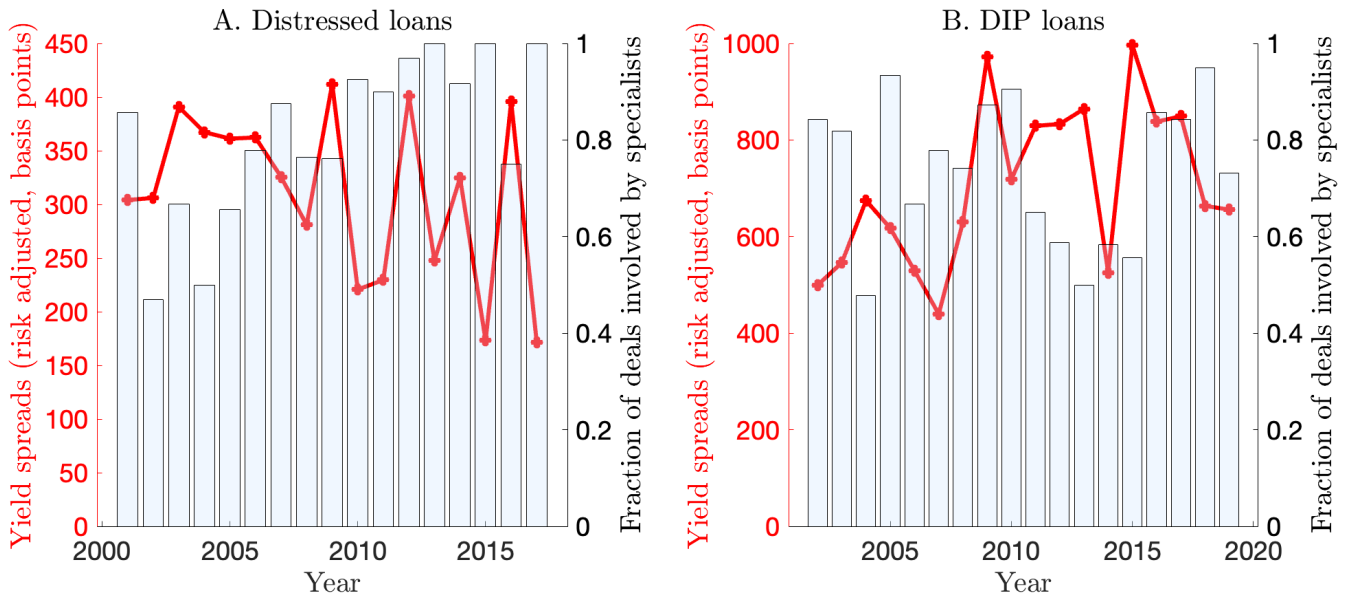 A. Distressed loans
Yield spreads (risk adjusted, basis points)
450
400
350
300
250
200
150
100
50
0
1
0.8
0.6
0.4
0.2
0
Fraction of deals involved by specialists
2000 2005 2010 2015
Year
B. DIP loans
Yield spreads (risk adjusted, basis points)
1000
800
600
400
200
0
1
0.8
0.6
0.4
0.2
0
Fraction of deals involved by specialists
2005 2010 2015 2020
Year